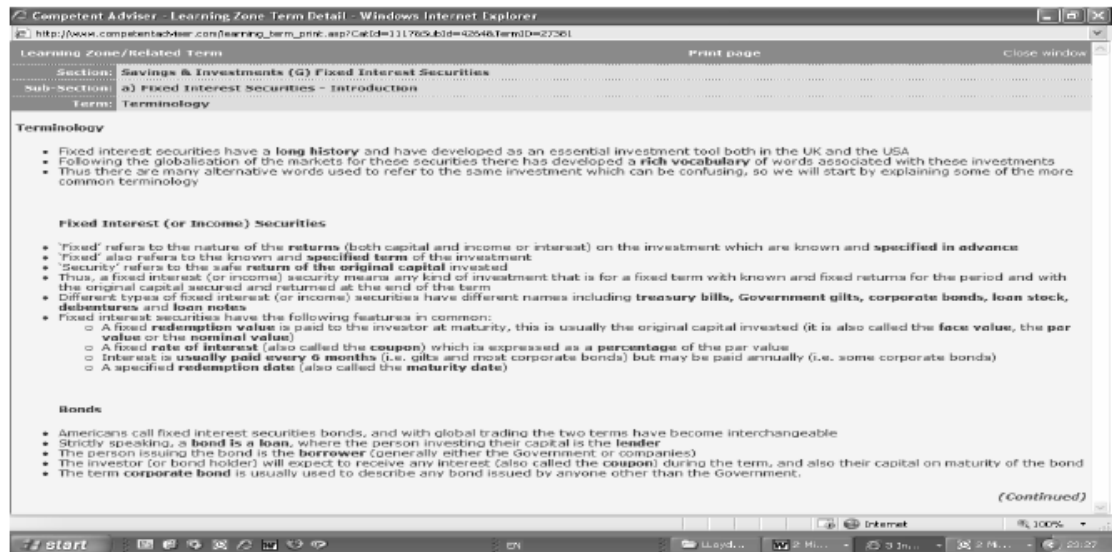 Competent Adviser - Learning Zone Term Detail - Windows Internet Explorer
Learning Zone/Related Term Print page Close window
Section: Savings & Investments (G) Fixed Interest Securities
Sub-Section: a) Fixed Interest Securities - Introduction
Term: Terminology
Terminology
• Fixed interest securities have a long history and have developed as an essential investment tool both in the UK and the USA
• Following the globalisation of the markets for these securities there has developed a rich vocabulary of words associated with these investments
• Thus there are many alternative words used to refer to the same investment which can be confusing, so we will start by explaining some of the more
common terminology
Fixed Interest (or Income) Securities
• 'Fixed' refers to the nature of the returns (both capital and income or interest) on the investment which are known and specified in advance
• 'Fixed' also refers to the known and specified term of the investment
• 'Security' refers to the safe return of the original capital invested
• Thus, a fixed interest (or income) security means any kind of investment that is for a fixed term with known and fixed returns for the period and with
the original capital secured and returned at the end of the term
• Different types of fixed interest (or income) securities have different names including treasury bills, Government gilts, corporate bonds, loan stock,
debentures and loan notes
• Fixed interest securities have the following features in common:
○ A fixed redemption value is paid to the investor at maturity, this is usually the original capital invested (it is also called the face value, the par
value or the nominal value)
○ A fixed rate of interest (also called the coupon) which is expressed as a percentage of the par value
○ Interest is usually paid every 6 months (i.e. gilts and most corporate bonds) but may be paid annually (i.e. some corporate bonds)
○ A specified redemption date (also called the maturity date)
Bonds
• Americans call fixed interest securities bonds, and with global trading the two terms have become interchangeable
• Strictly speaking, a bond is a loan, where the person investing their capital is the lender
• The person issuing the bond is the borrower (generally either the Government or companies)
• The investor (or bond holder) will expect to receive any interest (also called the coupon) during the term, and also their capital on maturity of the bond
• The term corporate bond is usually used to describe any bond issued by anyone other than the Government.
(Continued)
Internet 100%
start EN Lloyd... 2 Mi... 3 In... 2 M... 20:27